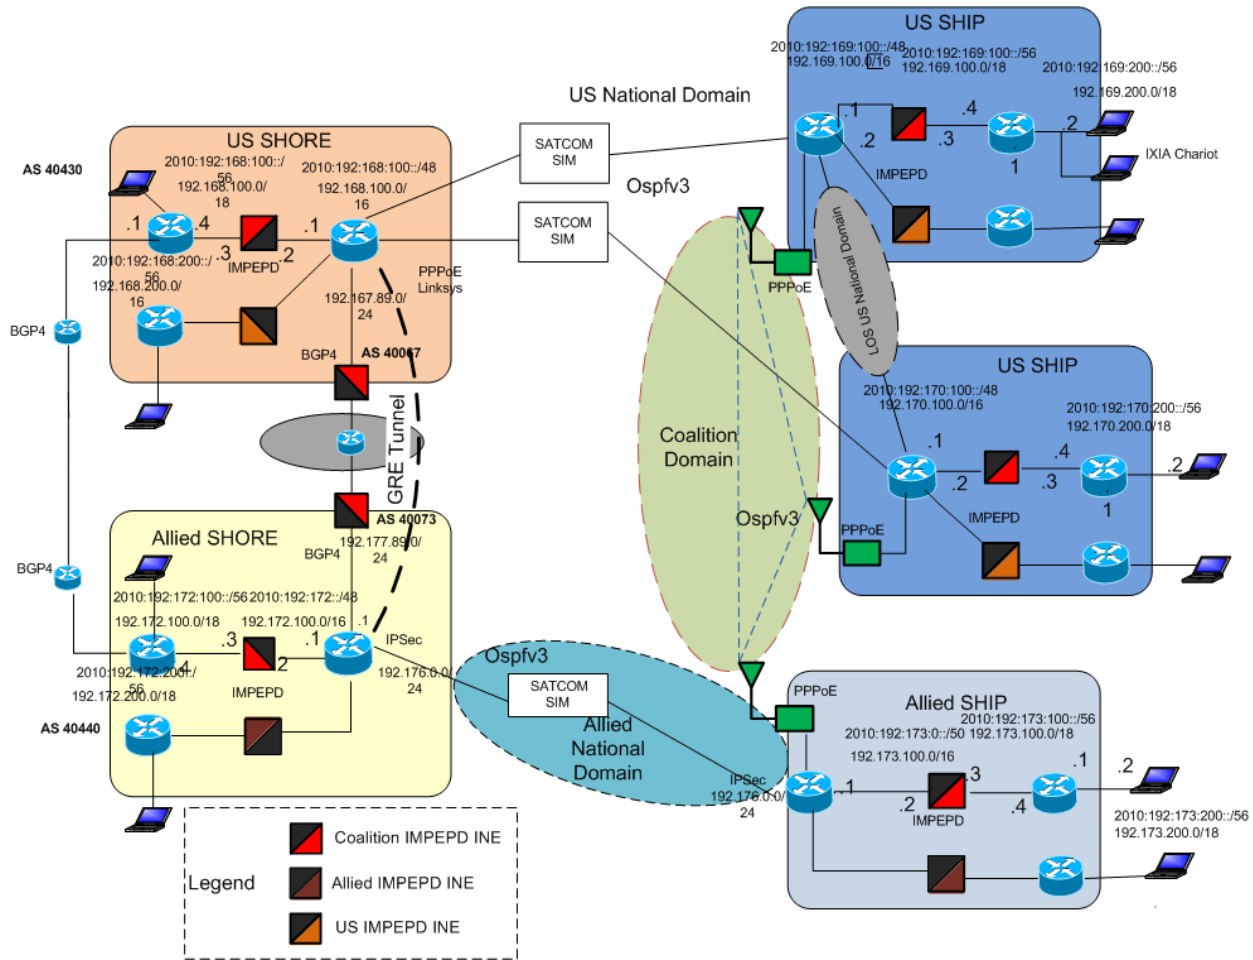 US SHIP
2010:192:169:100::/48
192.169.100.0/16
2010:192:169:100::/56
192.169.100.0/18
2010:192:169:200::/56
192.169.200.0/18
.1
.2
.4
.3
.2
1
IMPEPD
IXIA Chariot
PPPoE
US National Domain
SATCOM
SIM
Ospfv3
SATCOM
SIM
US SHORE
AS 40430
2010:192:168:100::/
56
192.168.100.0/
18
2010:192:168:100::/48
192.168.100.0/
16
.1
.4
.3
.2
.1
IMPEPD
2010:192:168:200::/
56
192.168.200.0/
16
PPPoE
Linksys
192.167.89.0/
24
BGP4
BGP4
AS 40067
GRE Tunnel
LOS US National Domain
Coalition
Domain
US SHIP
2010:192:170:100::/48
192.170.100.0/16
2010:192:170:200::/56
192.170.200.0/18
.1
.2
.4
.3
.2
1
IMPEPD
Ospfv3
PPPoE
AS 40073
192.177.89.0/
24
BGP4
BGP4
Allied SHORE
2010:192:172:100::/56
192.172.100.0/18
2010:192:172::/48
192.172.100.0/16
.1
.3
.1
.4
2
IPSec
192.176.0.0/
24
2010:192:172:200::/
56
192.172.200.0/18
IMPEPD
AS 40440
Ospfv3
SATCOM
SIM
Allied
National
Domain
Allied SHIP
PPPoE
2010:192:173:0::/50
192.173.100.0/16
2010:192:173:100::/56
192.173.100.0/18
IPSec
192.176.0.0/
24
.1
.2
.3
.4
.1
.2
IMPEPD
2010:192:173:200::/56
192.173.200.0/18
Legend
Coalition IMPEPD INE
Allied IMPEPD INE
US IMPEPD INE